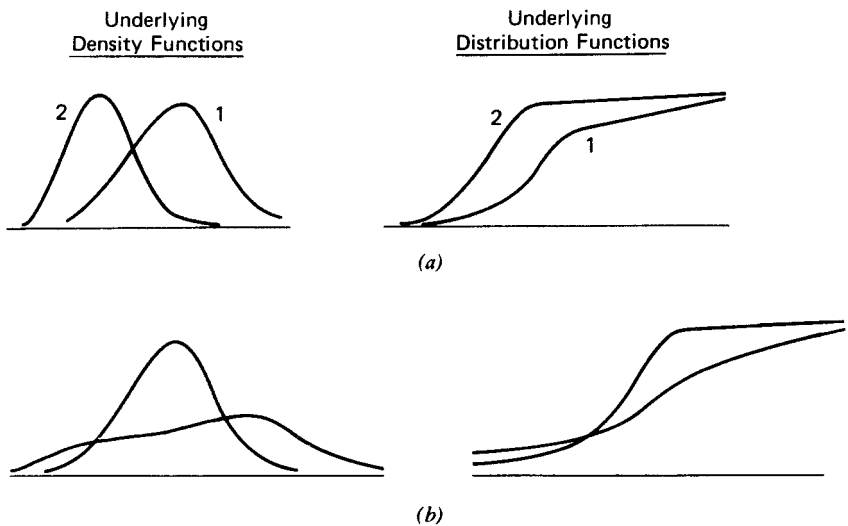 Underlying
Density Functions
Underlying
Distribution Functions
2
1
2
1
(a)
(b)